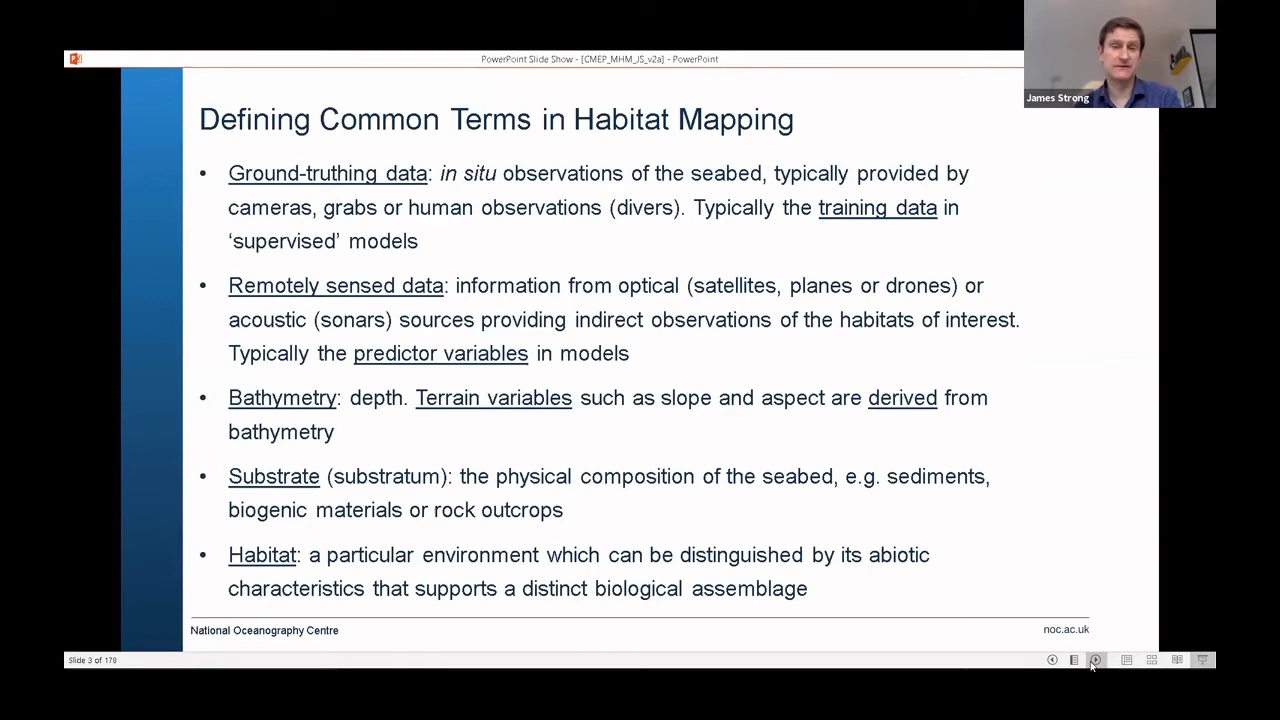 PowerPoint Slide Show - [CMEP_MHM_JS_v2a] - PowerPoint
James Strong
Defining Common Terms in Habitat Mapping
• Ground-truthing data: in situ observations of the seabed, typically provided by
cameras, grabs or human observations (divers). Typically the training data in
‘supervised’ models
• Remotely sensed data: information from optical (satellites, planes or drones) or
acoustic (sonars) sources providing indirect observations of the habitats of interest.
Typically the predictor variables in models
• Bathymetry: depth. Terrain variables such as slope and aspect are derived from
bathymetry
• Substrate (substratum): the physical composition of the seabed, e.g. sediments,
biogenic materials or rock outcrops
• Habitat: a particular environment which can be distinguished by its abiotic
characteristics that supports a distinct biological assemblage
National Oceanography Centre
noc.ac.uk
Slide 3 of 178